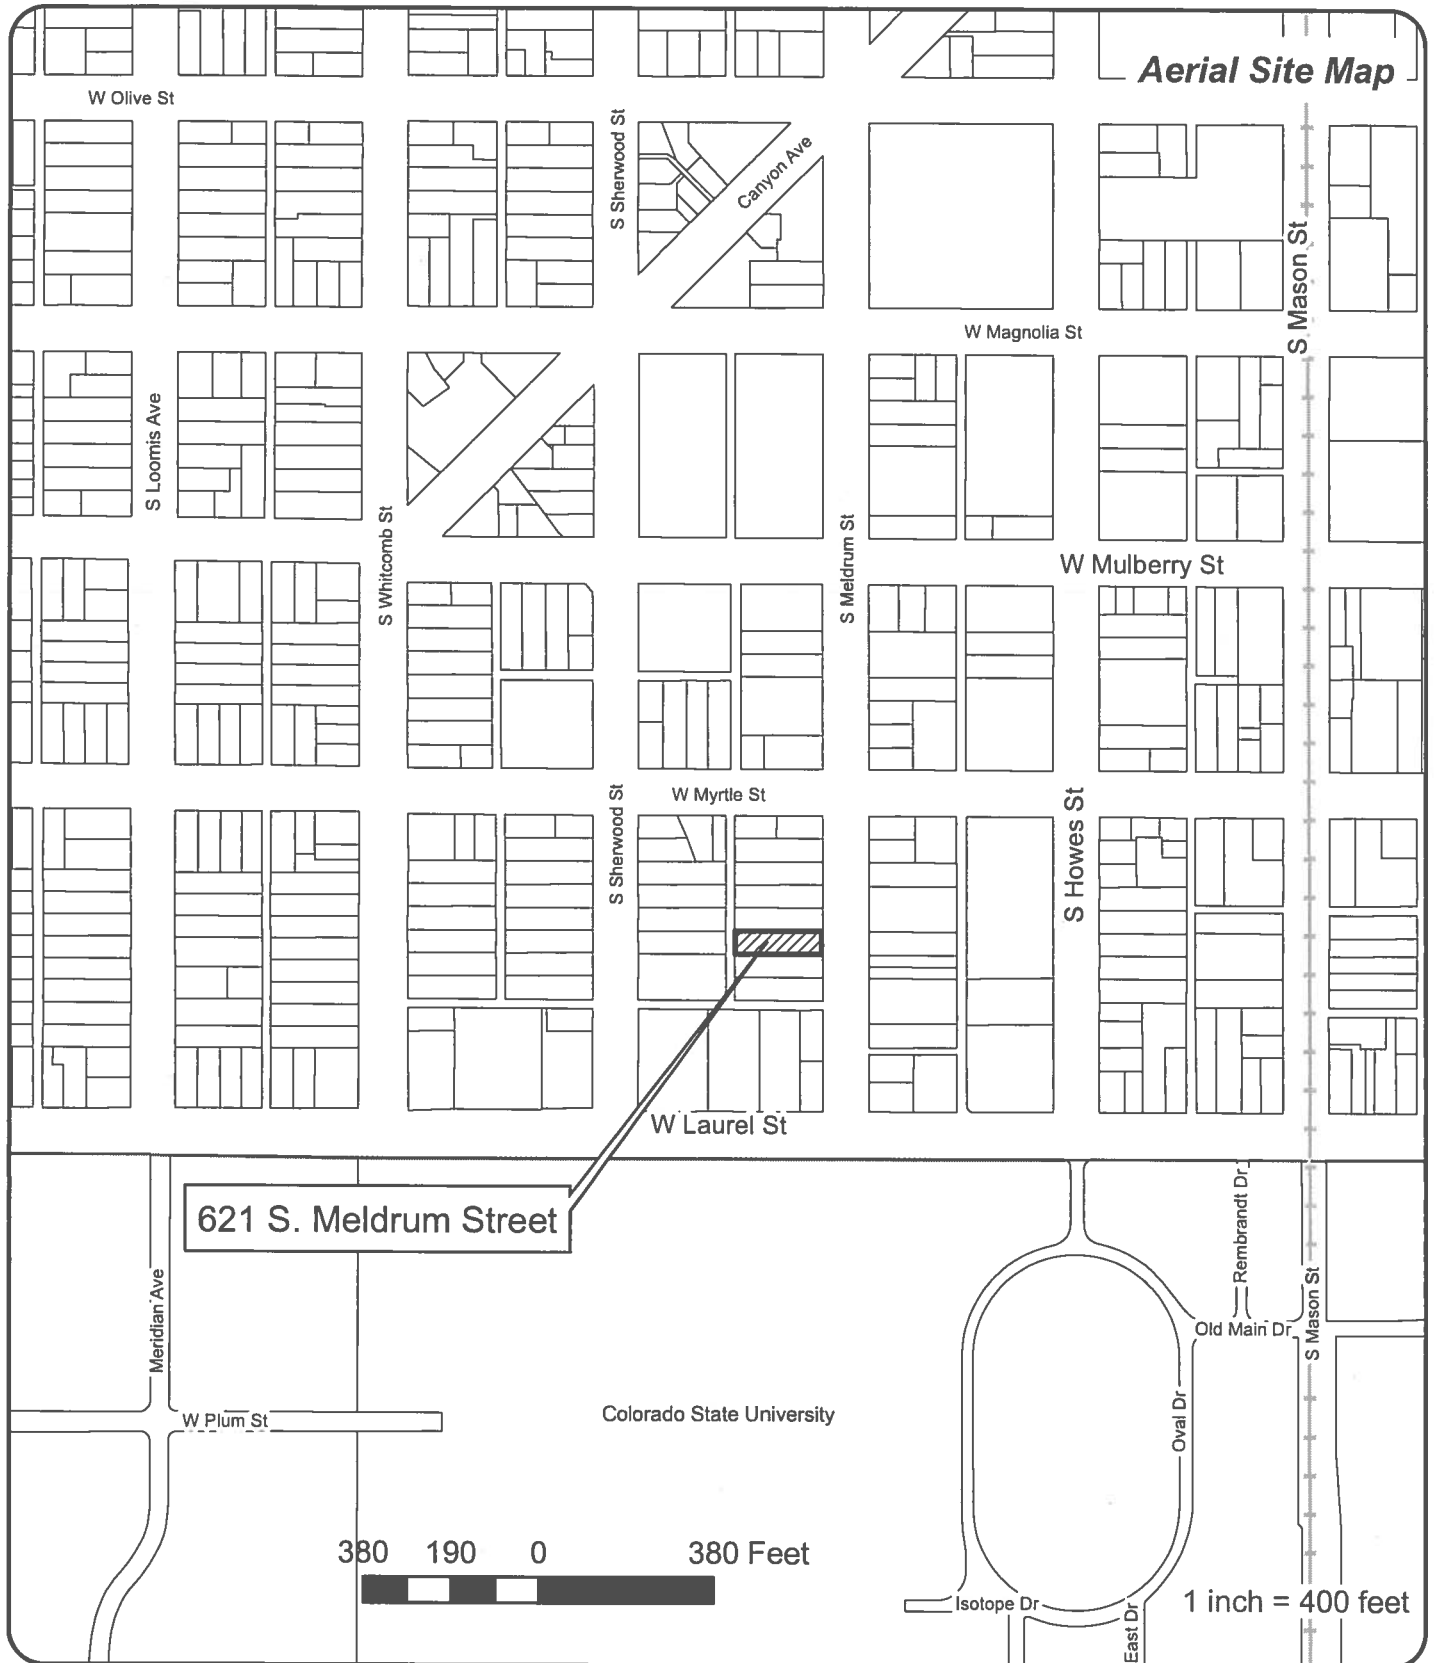 Aerial Site Map
W Olive St
S Sherwood St
Canyon Ave
S Mason St
W Magnolia St
S Loomis Ave
S Whitcomb St
S Meldrum St
W Mulberry St
S Sherwood St
W Myrtle St
S Howes St
W Laurel St
621 S. Meldrum Street
Rembrandt Dr
Meridian Ave
Old Main Dr
S Mason St
W Plum St
Colorado State University
Oval Dr
380 190 0 380 Feet
Isotope Dr
East Dr
1 inch = 400 feet